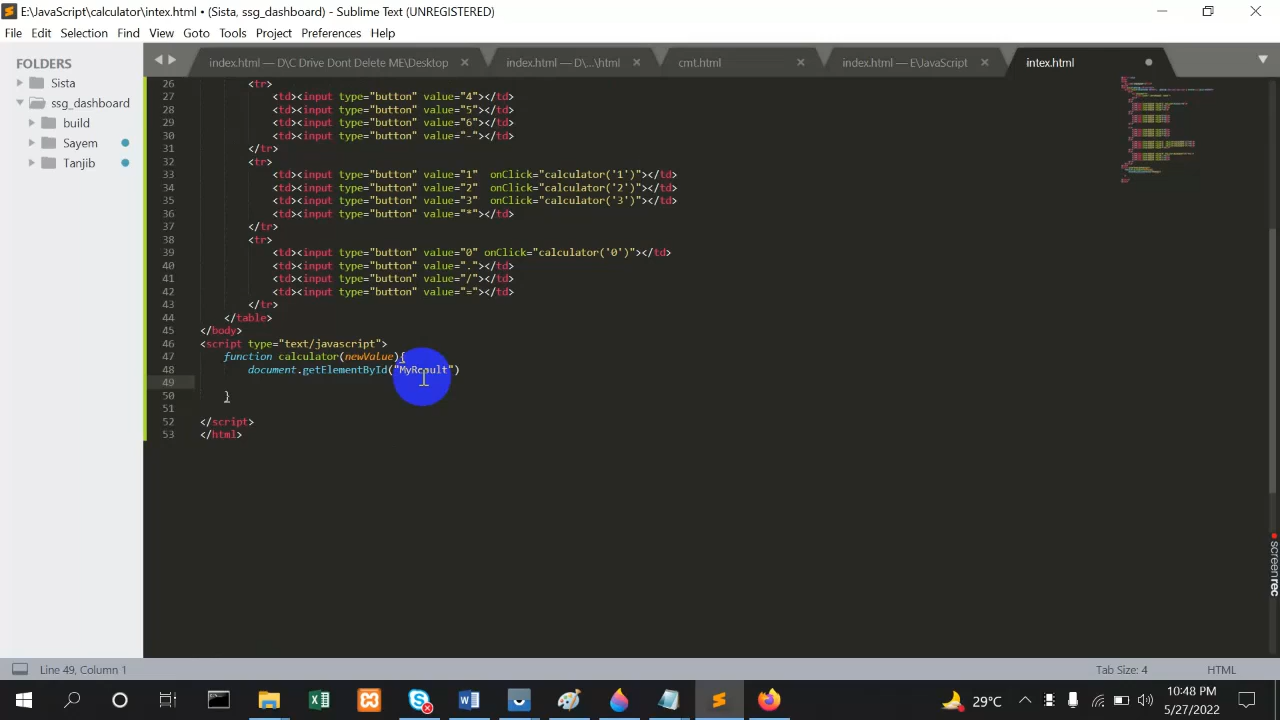 E:\JavaScript\calculator\intex.html • (Sista, ssg_dashboard) - Sublime Text (UNREGISTERED)
File Edit Selection Find View Goto Tools Project Preferences Help
FOLDERS
Sista
ssg_dashboard
build
Sayem
Tanjib
index.html — D\C Drive Dont Delete ME\Desktop
index.html — D\...\html
cmt.html
index.html — E\JavaScript
intex.html
26 <tr>
27 <td><input type="button" value="4"></td>
28 <td><input type="button" value="5"></td>
29 <td><input type="button" value="6"></td>
30 <td><input type="button" value="-"></td>
31 </tr>
32 <tr>
33 <td><input type="button" value="1"  onClick="calculator('1')"></td>
34 <td><input type="button" value="2"  onClick="calculator('2')"></td>
35 <td><input type="button" value="3"  onClick="calculator('3')"></td>
36 <td><input type="button" value="*"></td>
37 </tr>
38 <tr>
39 <td><input type="button" value="0" onClick="calculator('0')"></td>
40 <td><input type="button" value="."></td>
41 <td><input type="button" value="/"></td>
42 <td><input type="button" value="="></td>
43 </tr>
44 </table>
45 </body>
46 <script type="text/javascript">
47 function calculator(newValue){
48 document.getElementById("MyRcault")
49
50 }
51
52 </script>
53 </html>
screenrec
Line 49, Column 1
Tab Size: 4
HTML
29°C
10:48 PM
5/27/2022